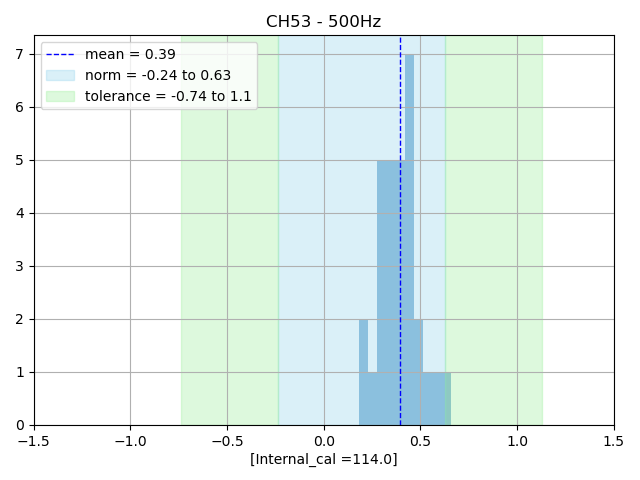 CH53 - 500Hz
mean = 0.39
norm = -0.24 to 0.63
tolerance = -0.74 to 1.1
7
6
5
4
3
2
1
0
−1.5 −1.0 −0.5 0.0 0.5 1.0 1.5
[Internal_cal =114.0]